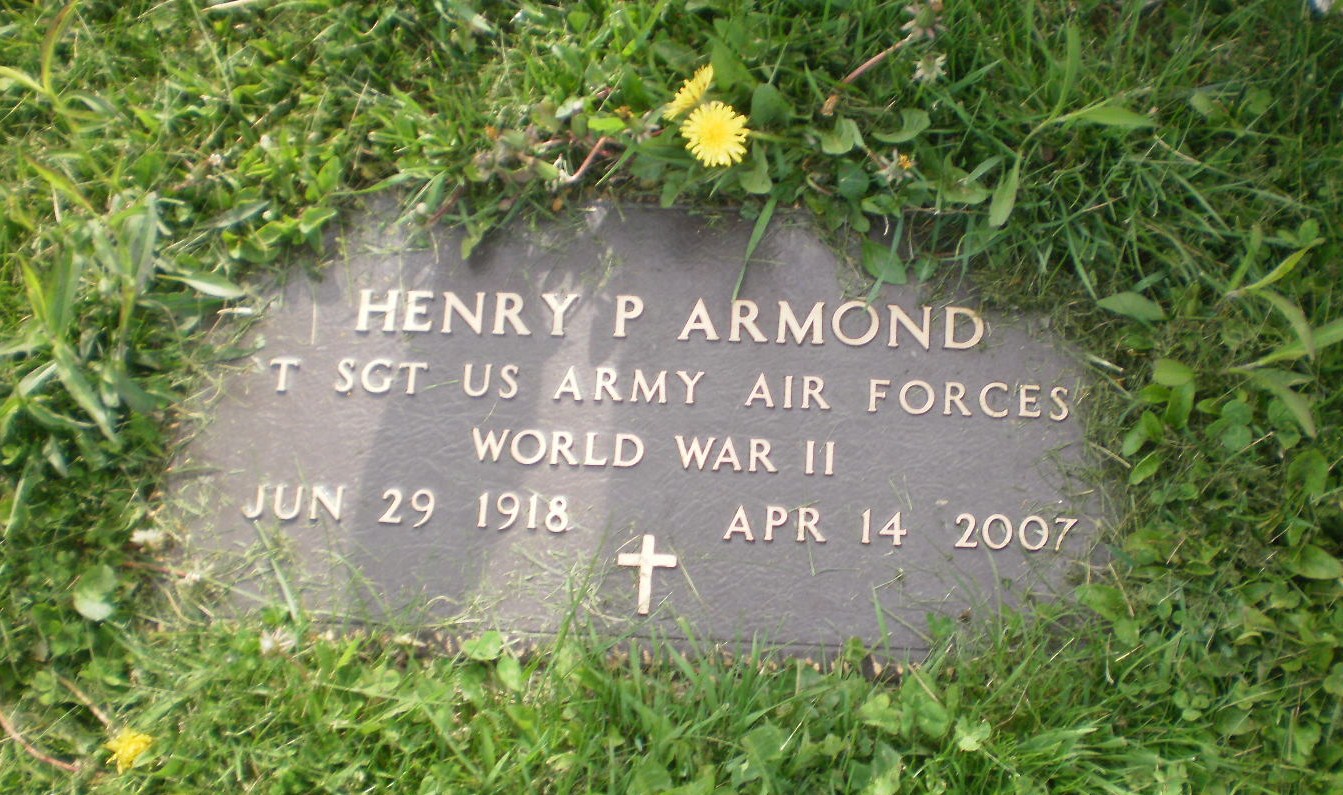 HENRY P ARMOND
T SGT US ARMY AIR FORCES
WORLD WAR II
JUN 29 1918 APR 14 2007